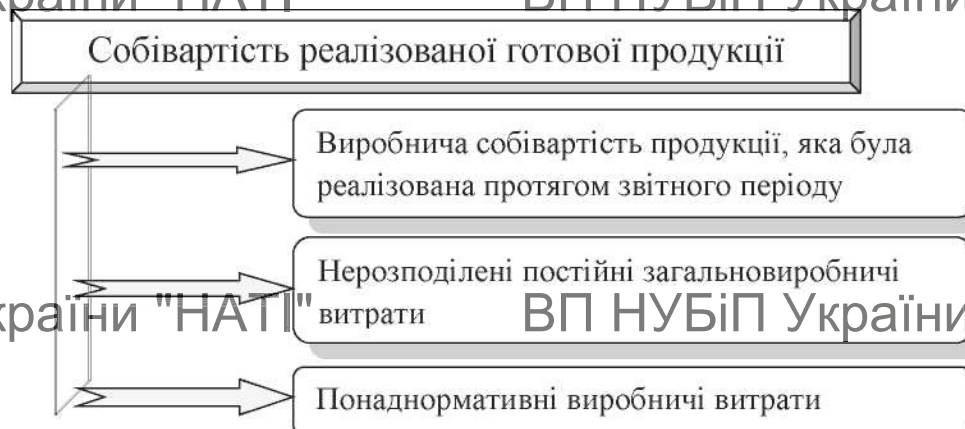 країни "НАТІ" ВП НУБіП України
Собівартість реалізованої готової продукції
Виробнича собівартість продукції, яка була
реалізована протягом звітного періоду
Нерозподілені постійні загальновиробничі
витрати
країни "НАТІ" ВП НУБіП України
Понаднормативні виробничі витрати